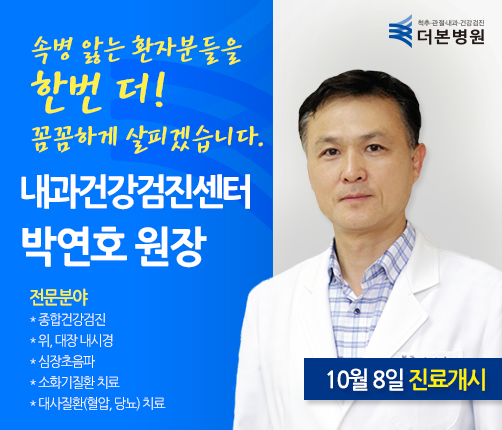 척추·관절·내과·건강검진
더본병원
속병 앓는 환자분들을
한번 더!
꼼꼼하게 살피겠습니다.
내과건강검진센터
박연호 원장
전문분야
* 종합건강검진
* 위, 대장 내시경
* 심장초음파
* 소화기질환 치료
* 대사질환(혈압, 당뇨) 치료
10월 8일 진료개시